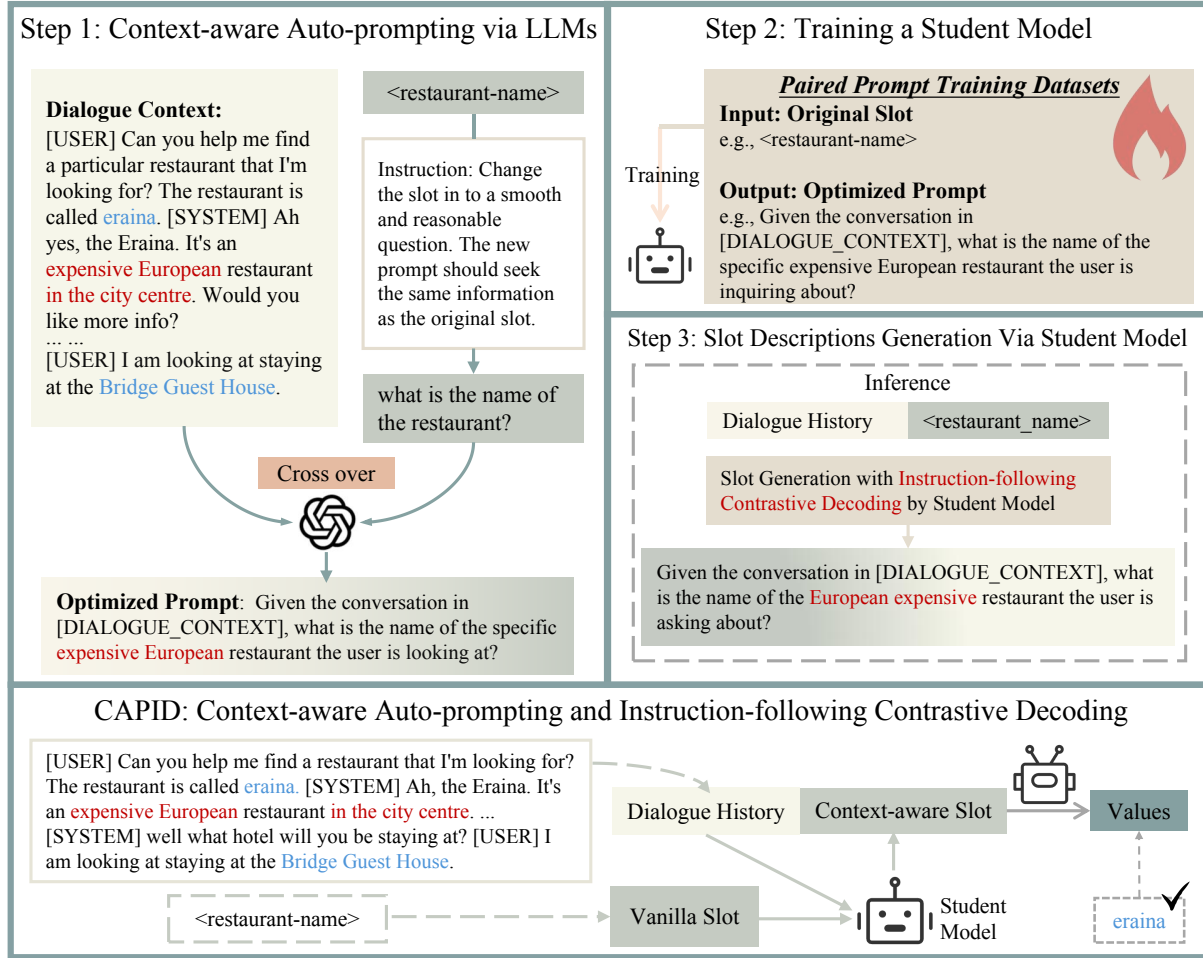 Step 1: Context-aware Auto-prompting via LLMs
Dialogue Context:
[USER] Can you help me find
a particular restaurant that I'm
looking for? The restaurant is
called eraina. [SYSTEM] Ah
yes, the Eraina. It's an
expensive European restaurant
in the city centre. Would you
like more info?
... ...
[USER] I am looking at staying
at the Bridge Guest House.
<restaurant-name>
Instruction: Change
the slot in to a smooth
and reasonable
question. The new
prompt should seek
the same information
as the original slot.
what is the name of
the restaurant?
Cross over
Optimized Prompt: Given the conversation in
[DIALOGUE_CONTEXT], what is the name of the specific
expensive European restaurant the user is looking at?
Step 2: Training a Student Model
Paired Prompt Training Datasets
Input: Original Slot
e.g., <restaurant-name>
Training
Output: Optimized Prompt
e.g., Given the conversation in
[DIALOGUE_CONTEXT], what is the name of the
specific expensive European restaurant the user is
inquiring about?
Step 3: Slot Descriptions Generation Via Student Model
Inference
Dialogue History
<restaurant_name>
Slot Generation with Instruction-following
Contrastive Decoding by Student Model
Given the conversation in [DIALOGUE_CONTEXT], what
is the name of the European expensive restaurant the user is
asking about?
CAPID: Context-aware Auto-prompting and Instruction-following Contrastive Decoding
[USER] Can you help me find a restaurant that I'm looking for?
The restaurant is called eraina. [SYSTEM] Ah, the Eraina. It's
an expensive European restaurant in the city centre. ...
[SYSTEM] well what hotel will you be staying at? [USER] I
am looking at staying at the Bridge Guest House.
<restaurant-name>
Dialogue History
Context-aware Slot
Values
Vanilla Slot
Student
Model
eraina